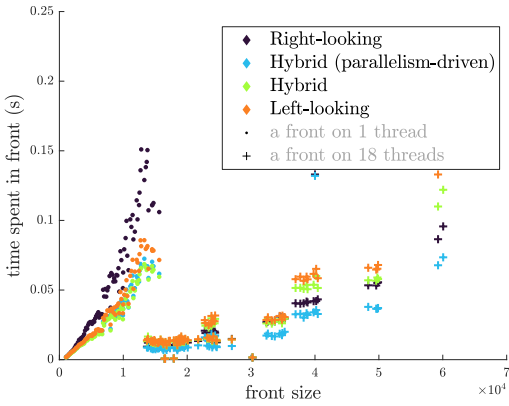 0.25
0.2
0.15
0.1
0.05
0
time spent in front (s)
Right-looking
Hybrid (parallelism-driven)
Hybrid
Left-looking
a front on 1 thread
a front on 18 threads
0 1 2 3 4 5 6 7
front size
×10⁴